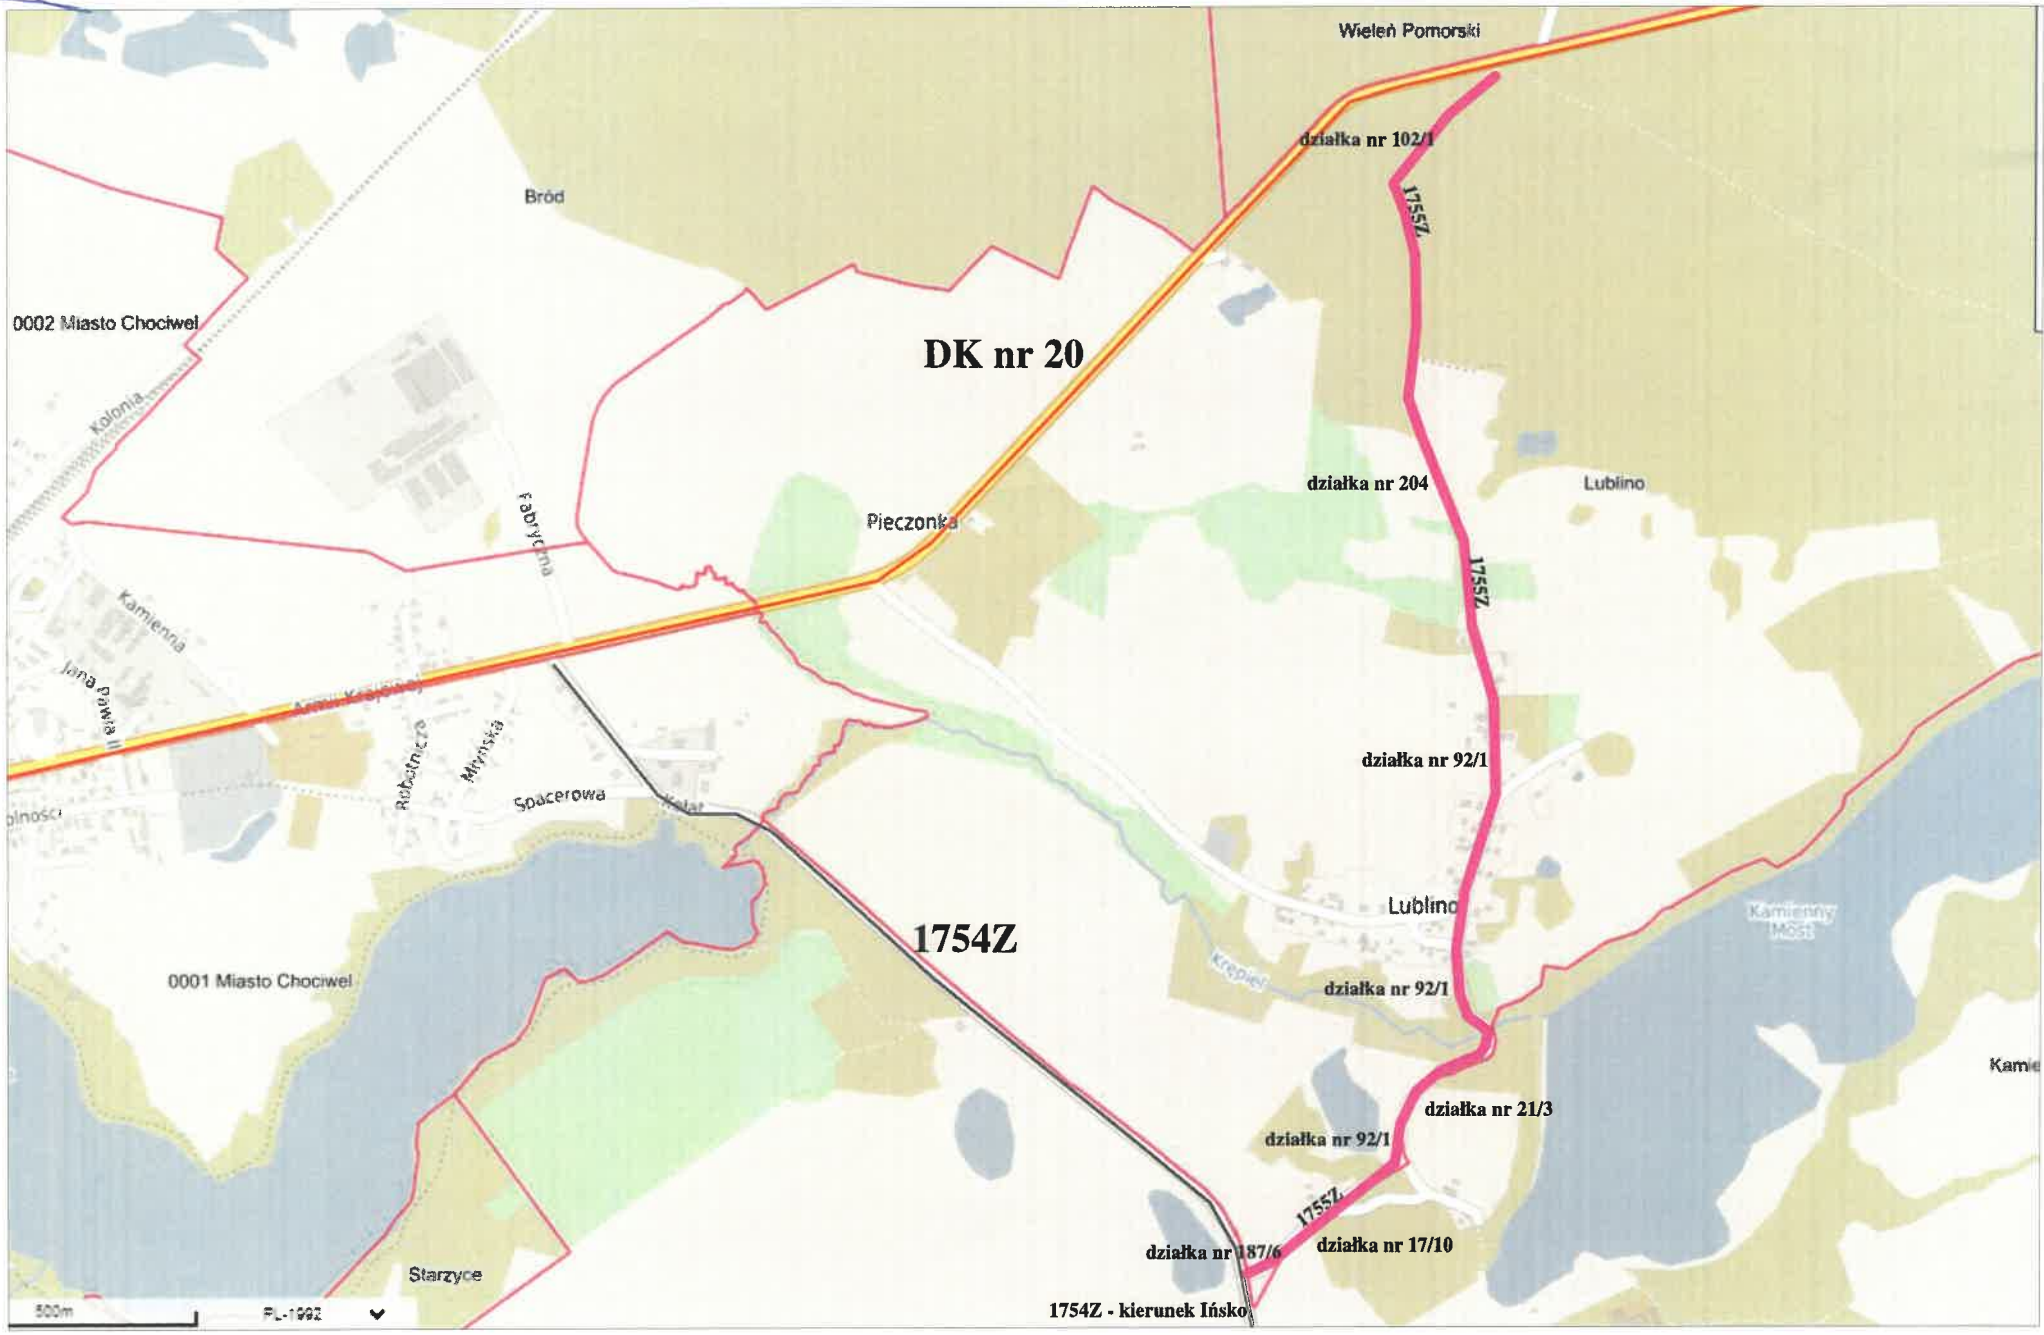 Wieleń Pomorski
działka nr 102/1
Bród
1755Z
0002 Miasto Chociwel
DK nr 20
Kolonia
działka nr 204
Lublino
Fabryczna
Pieczonka
1755Z
Kamienna
Jana Pawła II
Armii Krajowej
Robotnicza
Młyńska
działka nr 92/1
Spacerowa
olności
Lublino
Kamienny
Most
1754Z
Krępiel
0001 Miasto Chociwel
działka nr 92/1
Kamie
działka nr 21/3
działka nr 92/1
1755Z
działka nr 17/10
działka nr 187/6
Starzyce
1754Z - kierunek Ińsko
500m
PL-1992